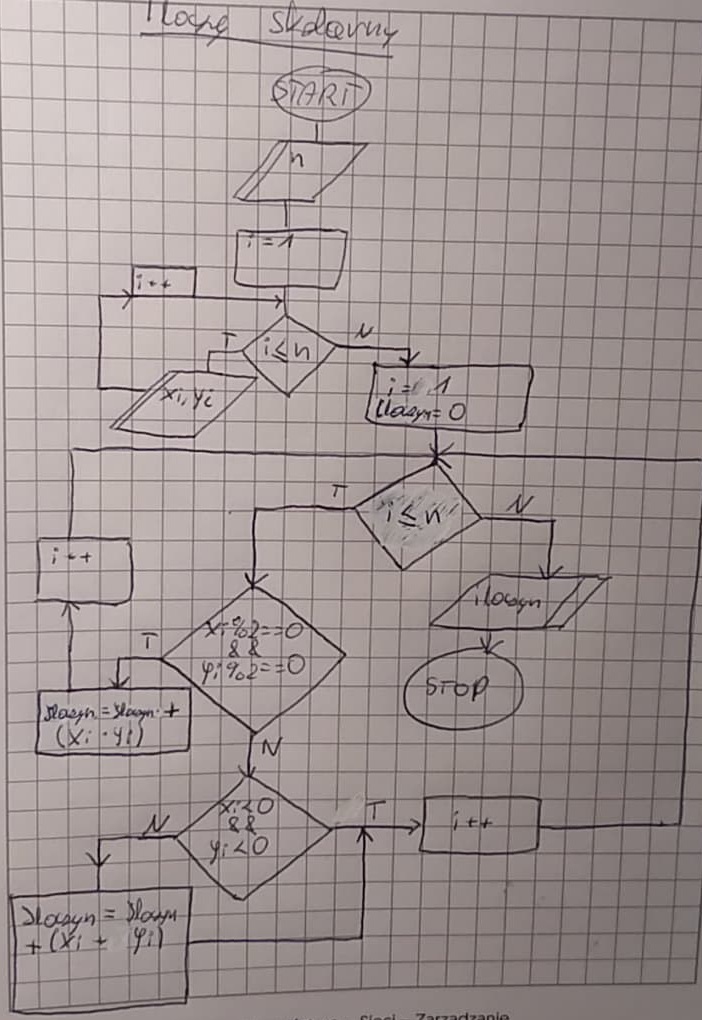 Iloczyn skalarny
START
n
i = 1
i++
T
i ≤ n
N
xi, yi
i = 1
iloczyn = 0
T
i ≤ n
N
i++
iloczyn
xi%2==0
&&
yi%2==0
T
STOP
iloczyn = iloczyn +
(xi · yi)
N
xi<0
&&
yi<0
N
T
i++
iloczyn = iloczyn
+ (xi + yi)
Sieci – Zarządzanie